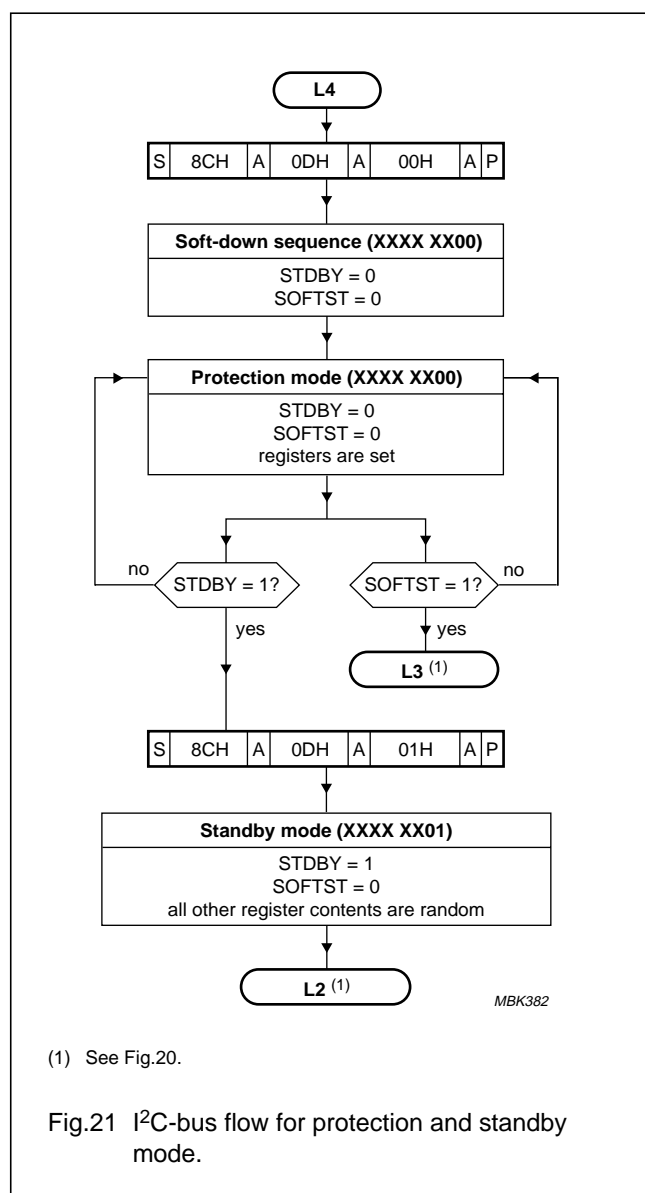 L4
S 8CH A 0DH A 00H A P
Soft-down sequence (XXXX XX00)
STDBY = 0
SOFTST = 0
Protection mode (XXXX XX00)
STDBY = 0
SOFTST = 0
registers are set
no STDBY = 1? SOFTST = 1? no
yes yes
L3 (1)
S 8CH A 0DH A 01H A P
Standby mode (XXXX XX01)
STDBY = 1
SOFTST = 0
all other register contents are random
L2 (1)
MBK382
(1) See Fig.20.
Fig.21 I²C-bus flow for protection and standby
mode.